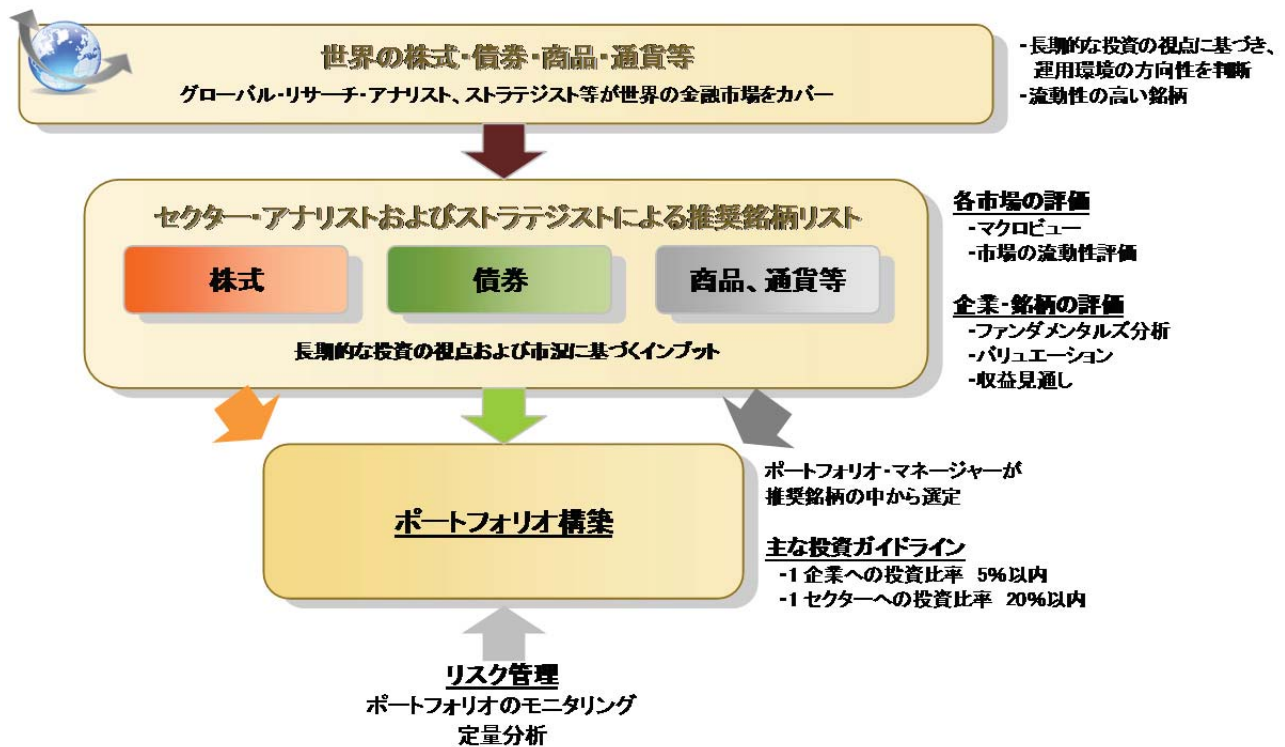 世界の株式・債券・商品・通貨等
グローバル・リサーチ・アナリスト、ストラテジスト等が世界の金融市場をカバー
-長期的な投資の視点に基づき、
運用環境の方向性を判断
-流動性の高い銘柄
セクター・アナリストおよびストラテジストによる推奨銘柄リスト
株式
債券
商品、通貨等
長期的な投資の視点および市況に基づくインプット
各市場の評価
-マクロビュー
-市場の流動性評価
企業・銘柄の評価
-ファンダメンタルズ分析
-バリュエーション
-収益見通し
ポートフォリオ構築
ポートフォリオ・マネージャーが
推奨銘柄の中から選定
主な投資ガイドライン
-1企業への投資比率 5%以内
-1セクターへの投資比率 20%以内
リスク管理
ポートフォリオのモニタリング
定量分析